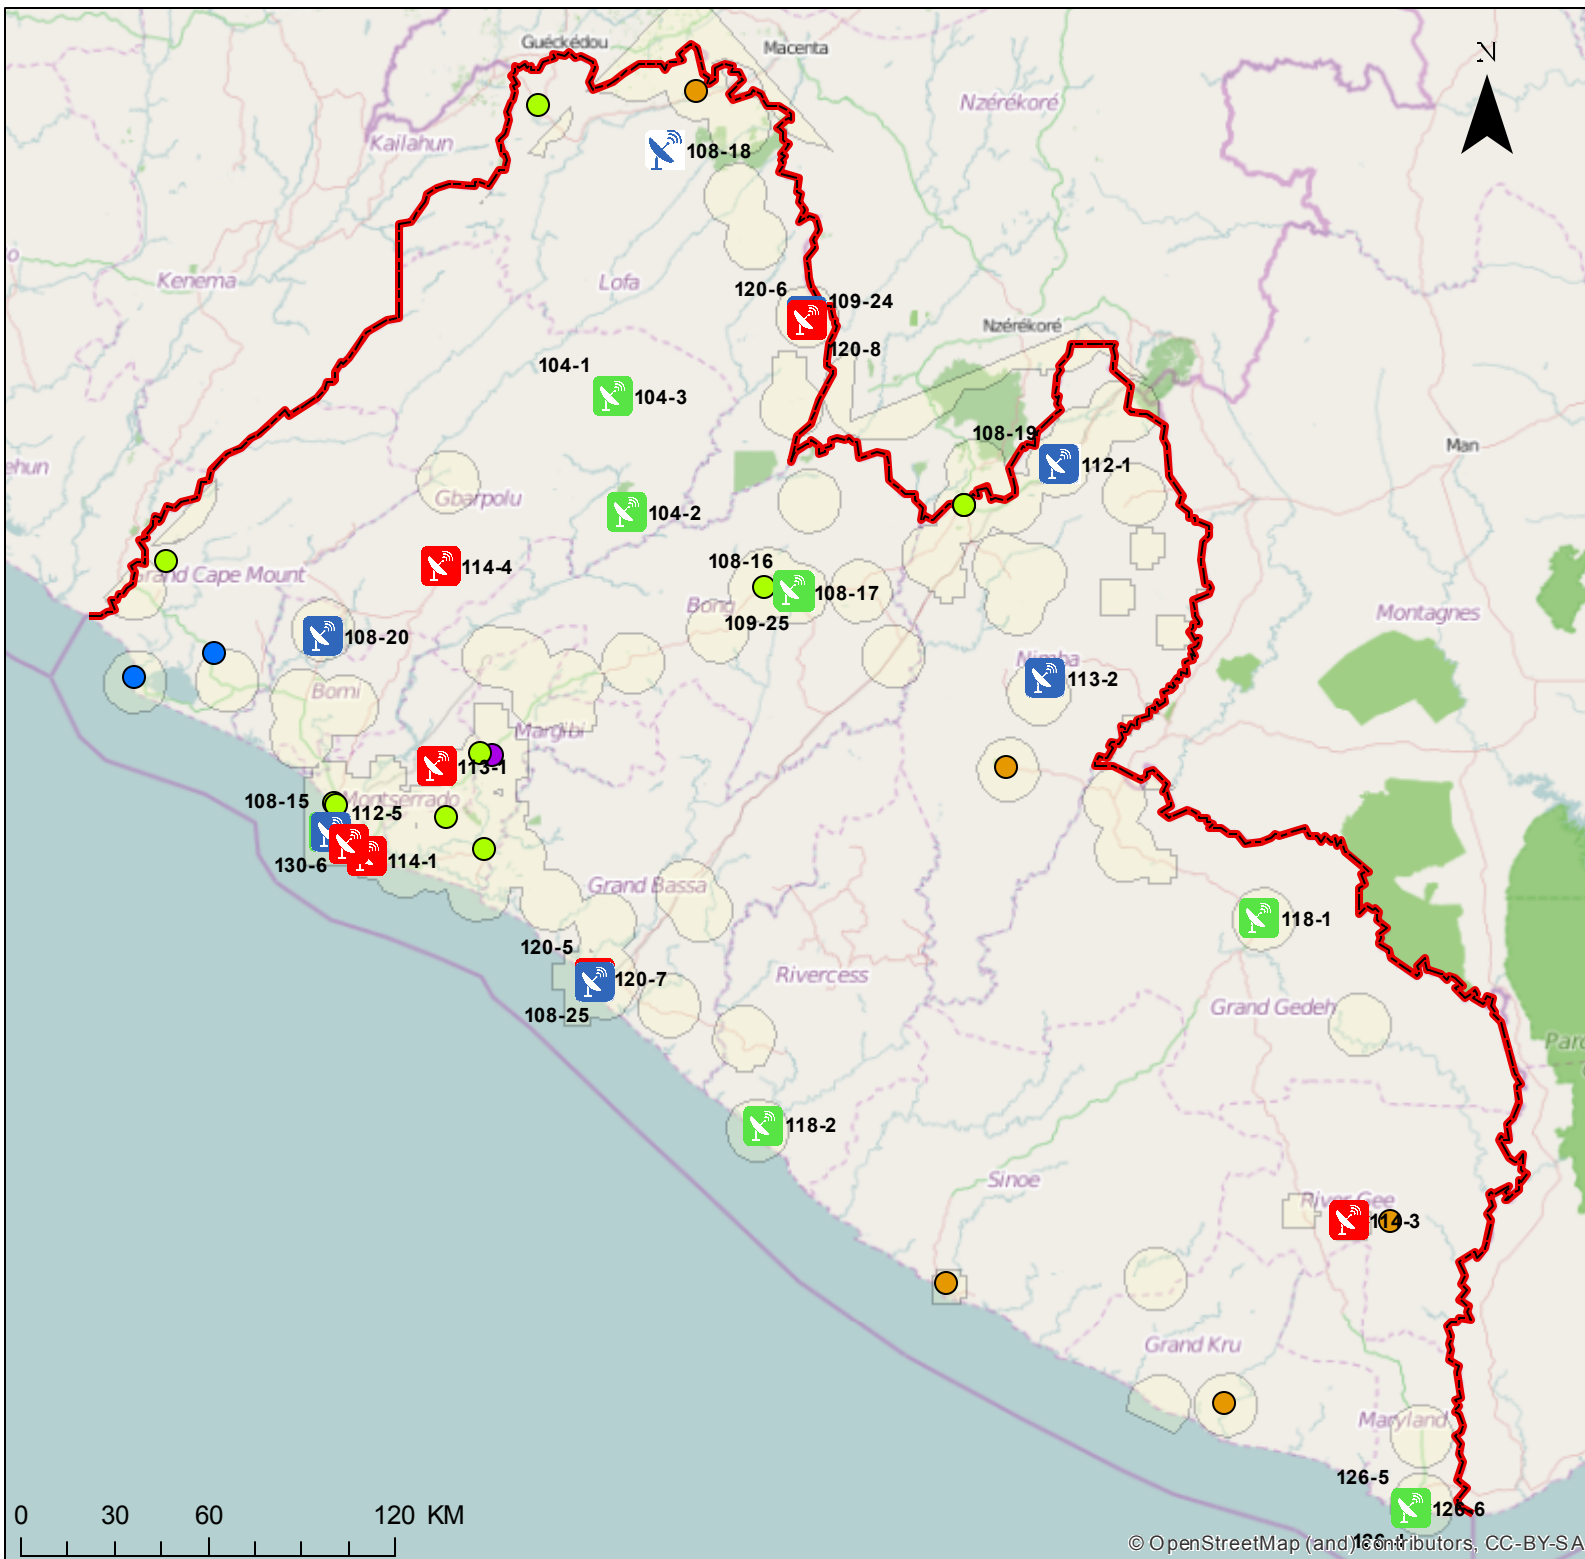 Guéckédou
Macenta
N
Nzérékoré
Kailahun
108-18
Kenema
Lofa
120-6
109-24
Nzérékoré
120-8
104-1
104-3
108-19
Man
112-1
ehun
Gbarpolu
104-2
108-16
114-4
Grand Cape Mount
108-17
Bong
Montagnes
109-25
108-20
Nimba
113-2
Bomi
Margibi
113-1
Montserrado
108-15
112-5
130-6
114-1
Grand Bassa
118-1
120-5
Rivercess
120-7
Grand Gedeh
108-25
Parc
118-2
Sinoe
River Gee
114-3
Grand Kru
Maryland
126-5
126-6
0 30 60 120 KM
© OpenStreetMap (and) contributors, CC-BY-SA